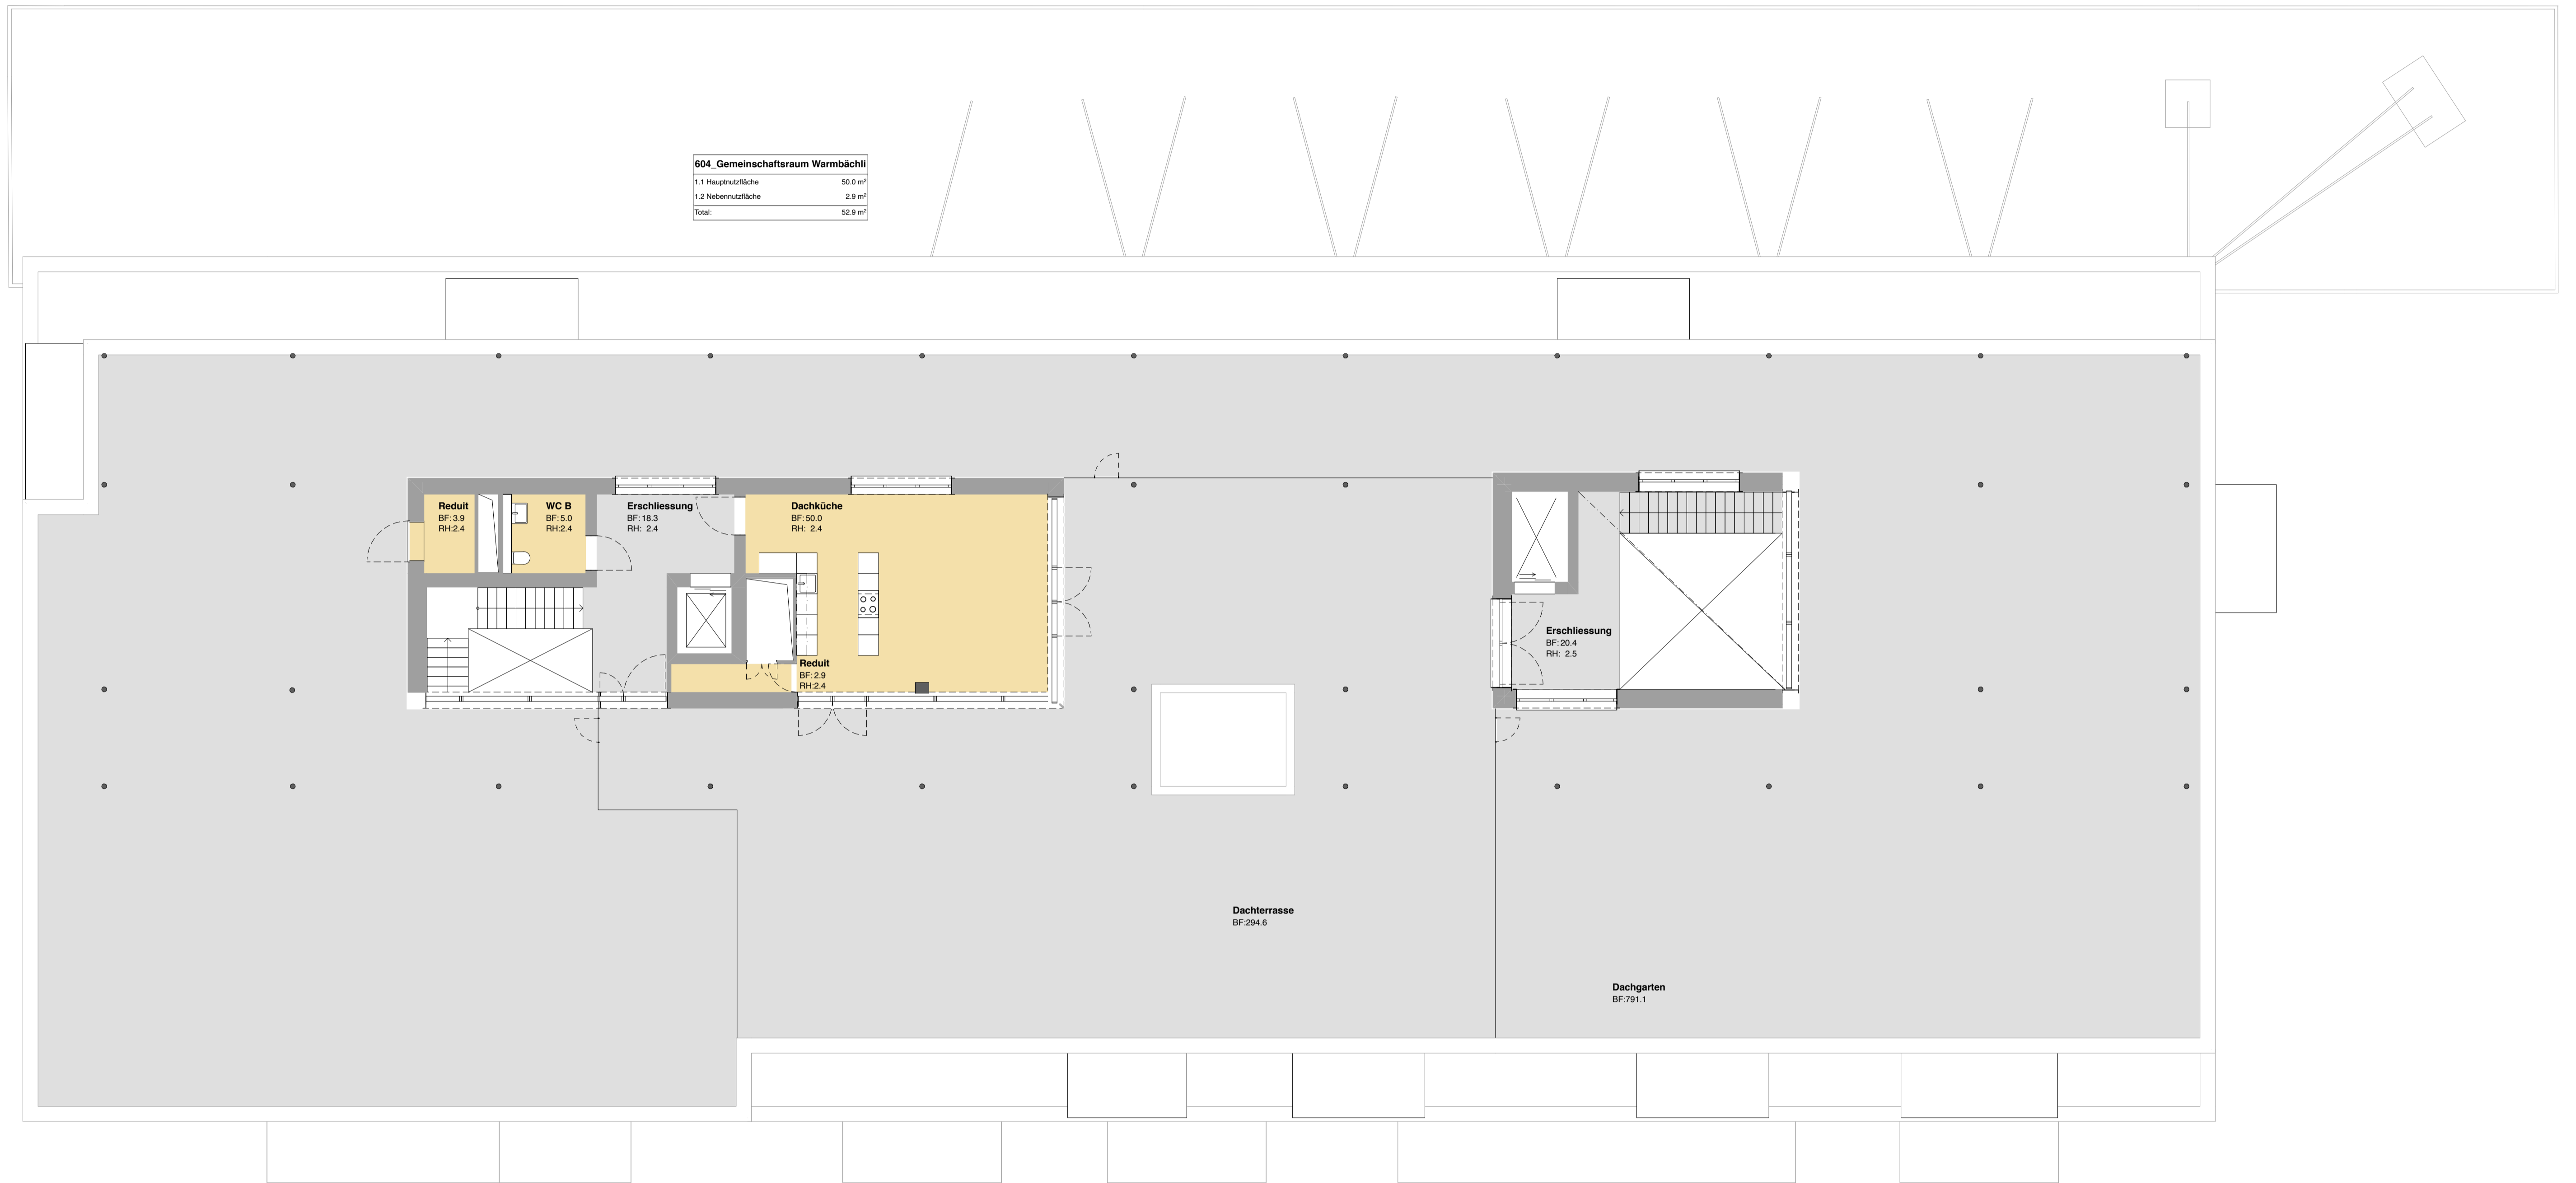 604_Gemeinschaftsraum Warmbächli
1.1 Hauptnutzfläche 50.0 m²
1.2 Nebennutzfläche 2.9 m²
Total: 52.9 m²
Reduit
BF: 3.9
RH:2.4
WC B
BF: 5.0
RH:2.4
Erschliessung
BF: 18.3
RH: 2.4
Dachküche
BF: 50.0
RH: 2.4
Reduit
BF: 2.9
RH:2.4
Erschliessung
BF: 20.4
RH: 2.5
Dachterrasse
BF:294.6
Dachgarten
BF:791.1